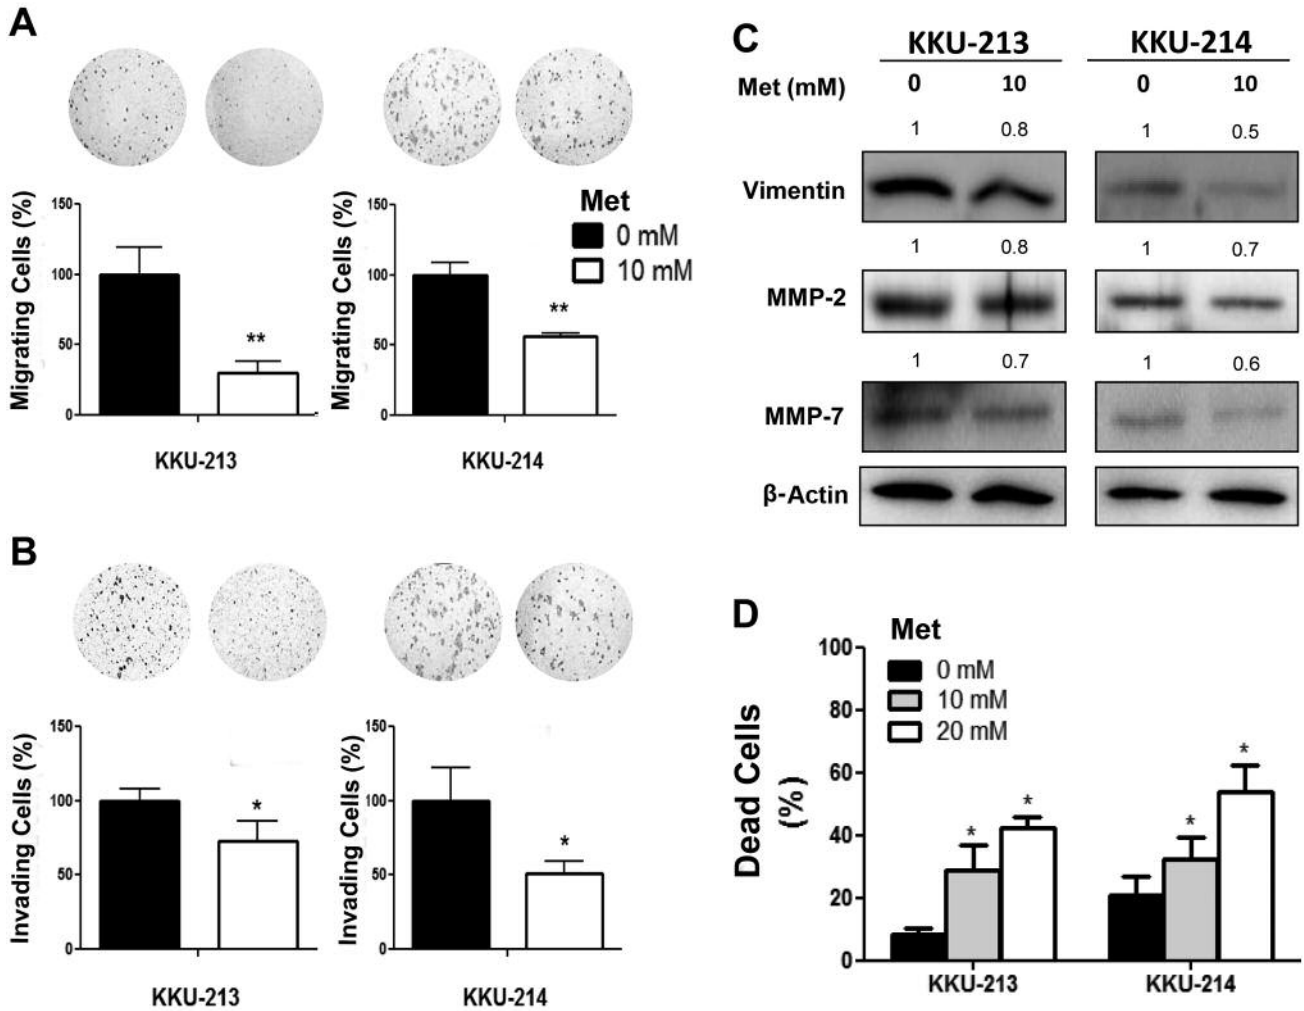 A
Migrating Cells (%)
150
100
50
0
**
KKU-213
Migrating Cells (%)
150
100
50
0
**
KKU-214
Met
0 mM
10 mM
B
Invading Cells (%)
150
100
50
0
*
KKU-213
Invading Cells (%)
150
100
50
0
*
KKU-214
C
KKU-213 KKU-214
Met (mM) 0 10 0 10
1 0.8 1 0.5
Vimentin
1 0.8 1 0.7
MMP-2
1 0.7 1 0.6
MMP-7
β-Actin
D
Met
0 mM
10 mM
20 mM
Dead Cells
(%)
100
80
60
40
20
0
* * * *
KKU-213 KKU-214